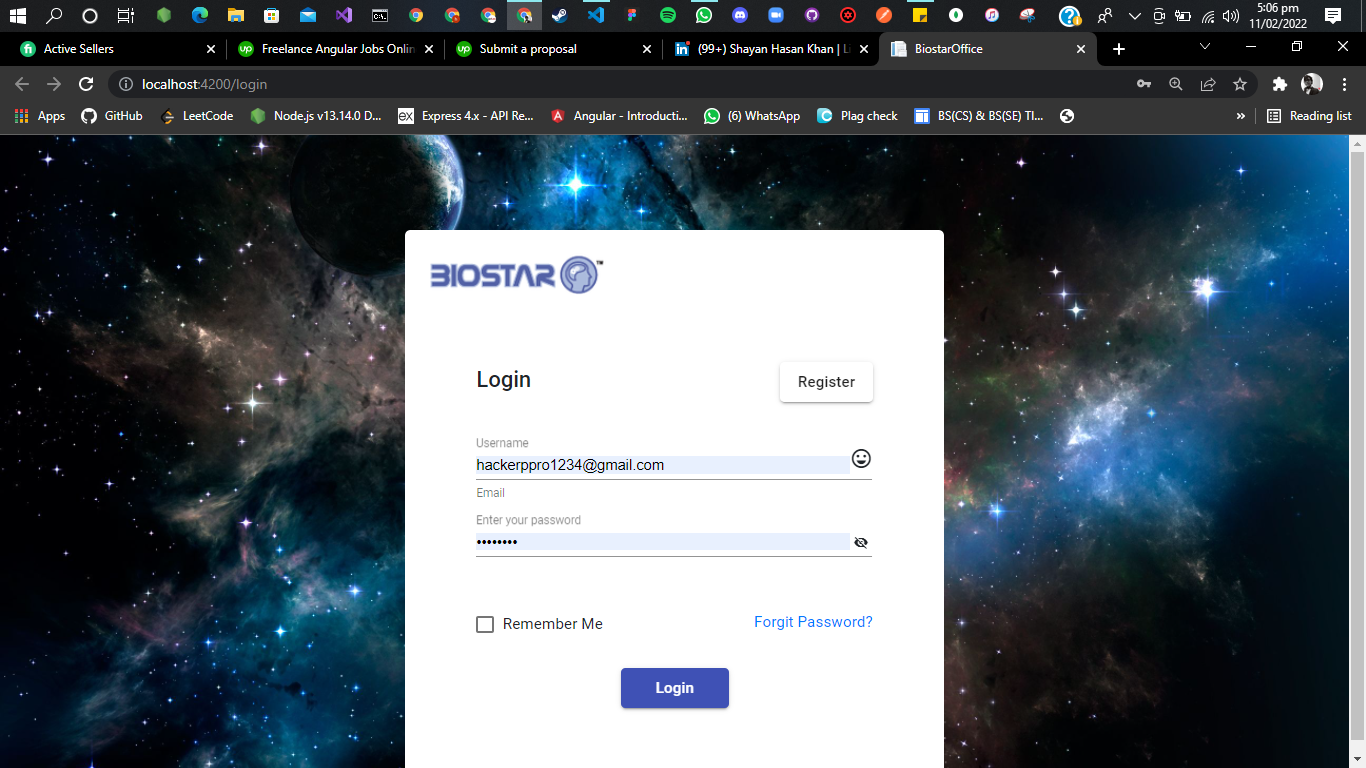 5:06 pm
11/02/2022
Active Sellers
Freelance Angular Jobs Onlin
Submit a proposal
(99+) Shayan Hasan Khan | Li
BiostarOffice
localhost:4200/login
Apps
GitHub
LeetCode
Node.js v13.14.0 D...
Express 4.x - API Re...
Angular - Introducti...
(6) WhatsApp
Plag check
BS(CS) & BS(SE) TI...
»
Reading list
BIOSTAR ™
Login
Register
Username
hackerppro1234@gmail.com
Email
Enter your password
••••••••
Remember Me
Forgit Password?
Login